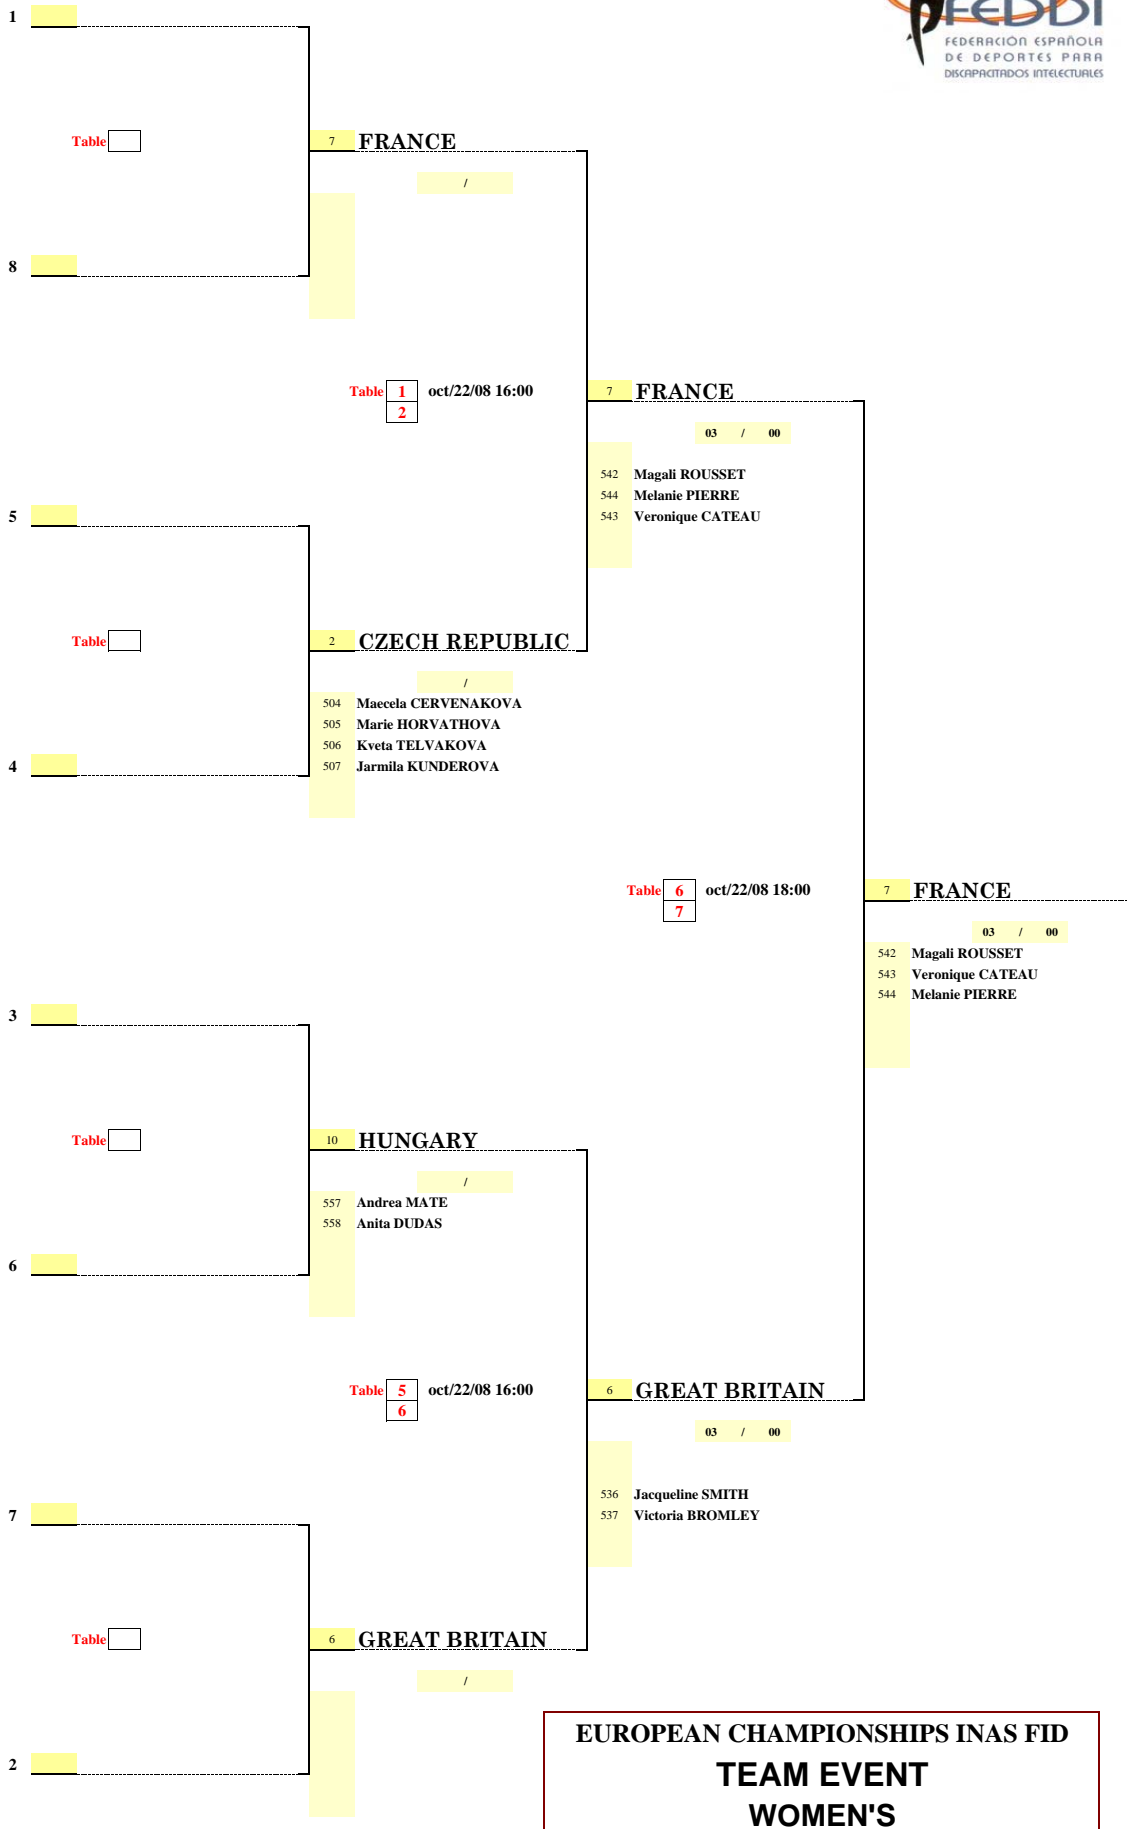 FEDDI
FEDERACIÓN ESPAÑOLA
DE DEPORTES PARA
DISCAPACITADOS INTELECTUALES
1
Table
7 FRANCE
/
8
Table 1 oct/22/08 16:00
2
7 FRANCE
03 / 00
542 Magali ROUSSET
544 Melanie PIERRE
543 Veronique CATEAU
5
Table
2 CZECH REPUBLIC
/
504 Maecela CERVENAKOVA
505 Marie HORVATHOVA
506 Kveta TELVAKOVA
507 Jarmila KUNDEROVA
4
Table 6 oct/22/08 18:00
7
7 FRANCE
03 / 00
542 Magali ROUSSET
543 Veronique CATEAU
544 Melanie PIERRE
3
Table
10 HUNGARY
/
557 Andrea MATE
558 Anita DUDAS
6
Table 5 oct/22/08 16:00
6
6 GREAT BRITAIN
03 / 00
536 Jacqueline SMITH
537 Victoria BROMLEY
7
Table
6 GREAT BRITAIN
/
2
EUROPEAN CHAMPIONSHIPS INAS FID
TEAM EVENT
WOMEN'S